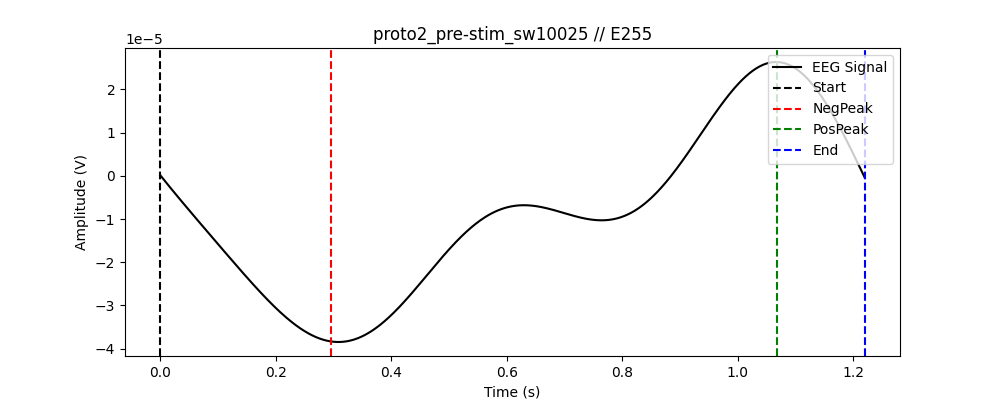 proto2_pre-stim_sw10025 // E255
1e−5
Amplitude (V)
2
1
0
−1
−2
−3
−4
EEG Signal
Start
NegPeak
PosPeak
End
0.0 0.2 0.4 0.6 0.8 1.0 1.2
Time (s)